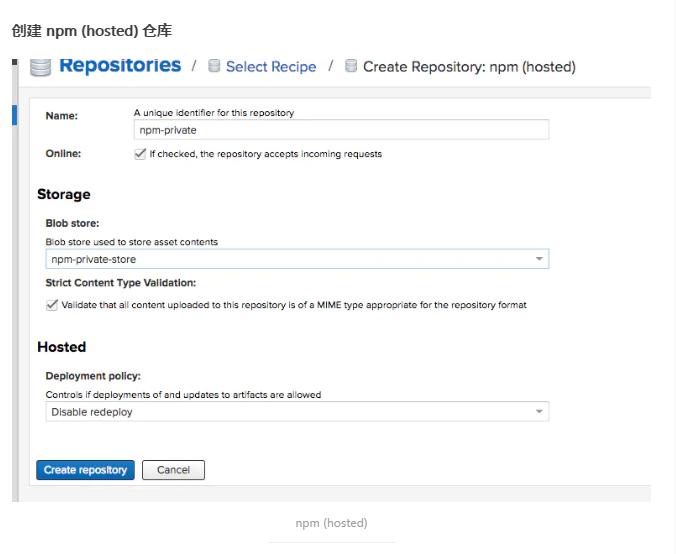 创建 npm (hosted) 仓库
Repositories / Select Recipe / Create Repository: npm (hosted)
Name:
A unique identifier for this repository
npm-private
Online:
If checked, the repository accepts incoming requests
Storage
Blob store:
Blob store used to store asset contents
npm-private-store
Strict Content Type Validation:
Validate that all content uploaded to this repository is of a MIME type appropriate for the repository format
Hosted
Deployment policy:
Controls if deployments of and updates to artifacts are allowed
Disable redeploy
Create repository Cancel
npm (hosted)